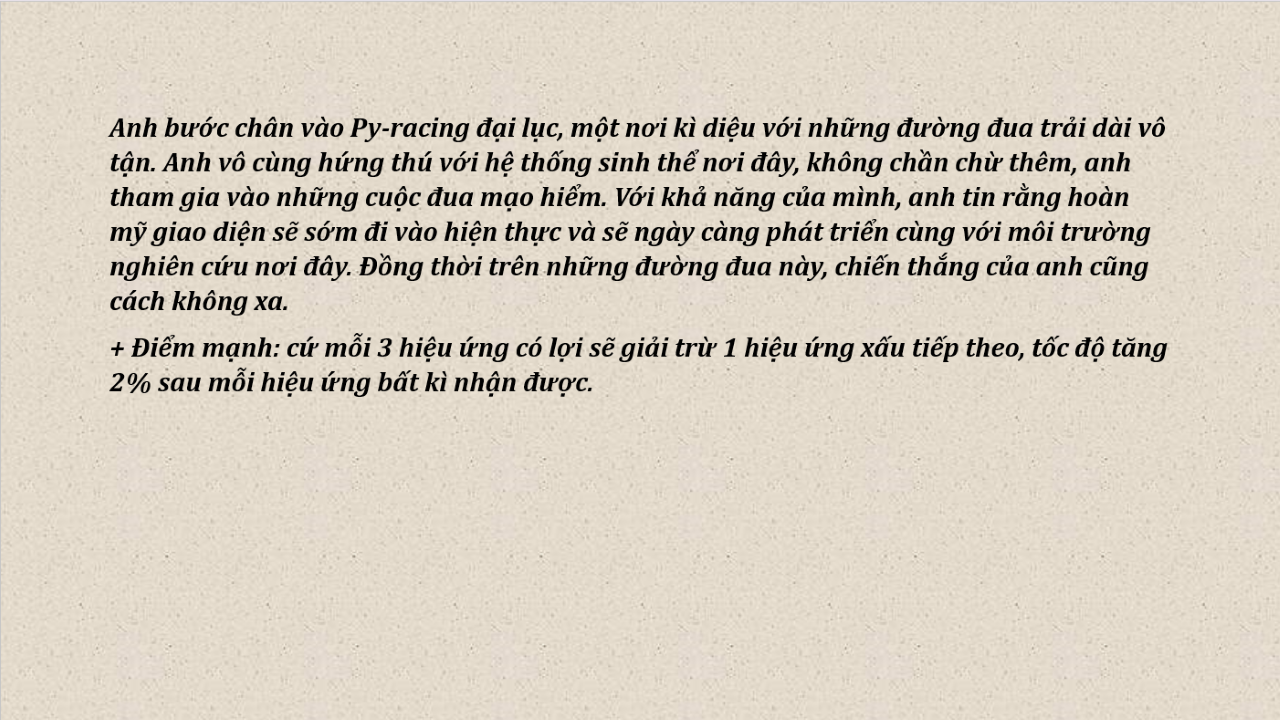 Anh bước chân vào Py-racing đại lục, một nơi kì diệu với những đường đua trải dài vô
tận. Anh vô cùng hứng thú với hệ thống sinh thể nơi đây, không chần chừ thêm, anh
tham gia vào những cuộc đua mạo hiểm. Với khả năng của mình, anh tin rằng hoàn
mỹ giao diện sẽ sớm đi vào hiện thực và sẽ ngày càng phát triển cùng với môi trường
nghiên cứu nơi đây. Đồng thời trên những đường đua này, chiến thắng của anh cũng
cách không xa.
+ Điểm mạnh: cứ mỗi 3 hiệu ứng có lợi sẽ giải trừ 1 hiệu ứng xấu tiếp theo, tốc độ tăng
2% sau mỗi hiệu ứng bất kì nhận được.